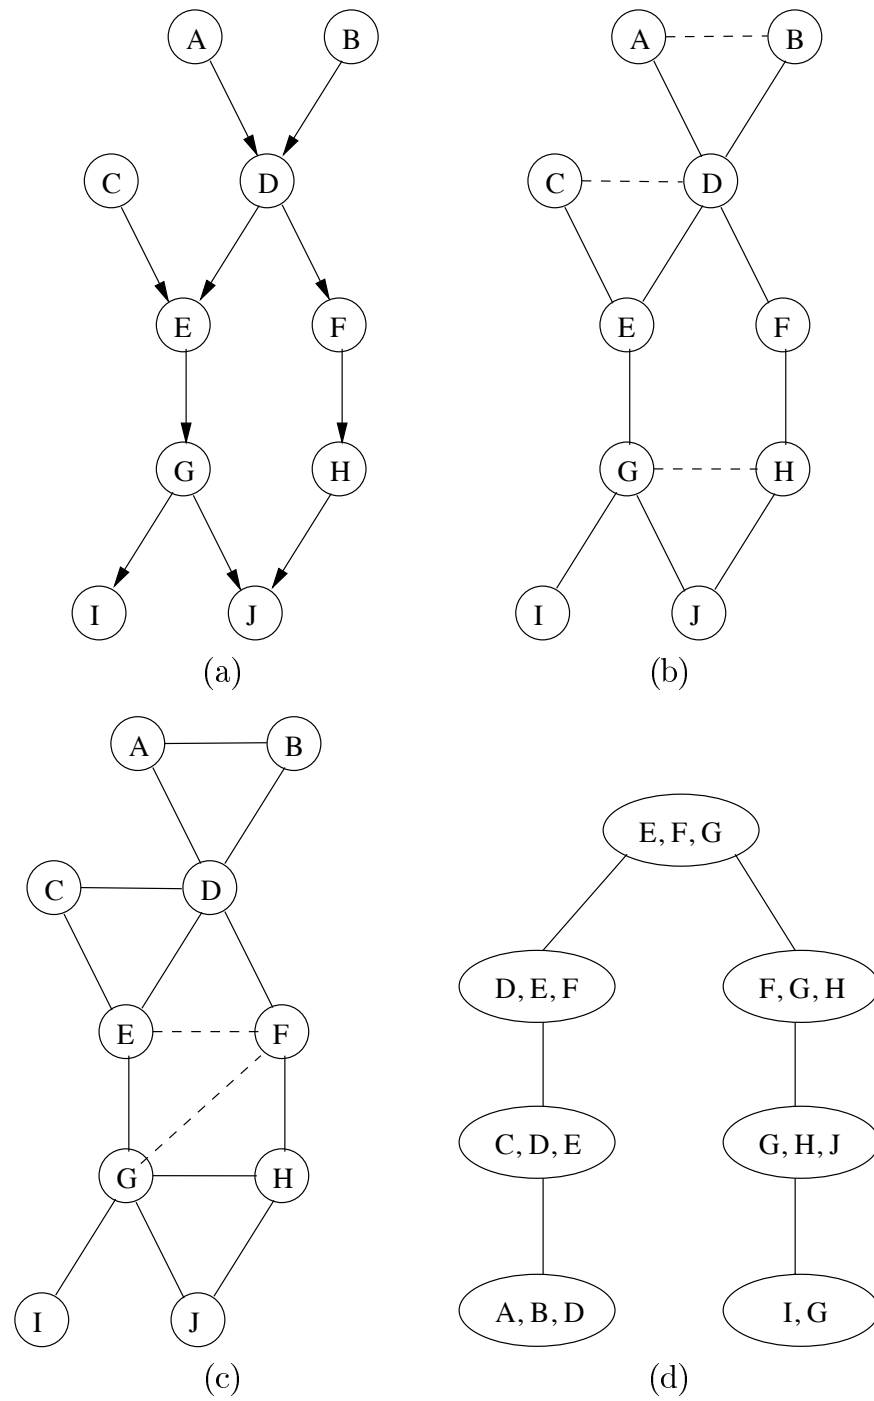 A B
C D
E F
G H
I J
(a)
A B
C D
E F
G H
I J
(b)
A B
C D
E F
G H
I J
(c)
E, F, G
D, E, F F, G, H
C, D, E G, H, J
A, B, D I, G
(d)